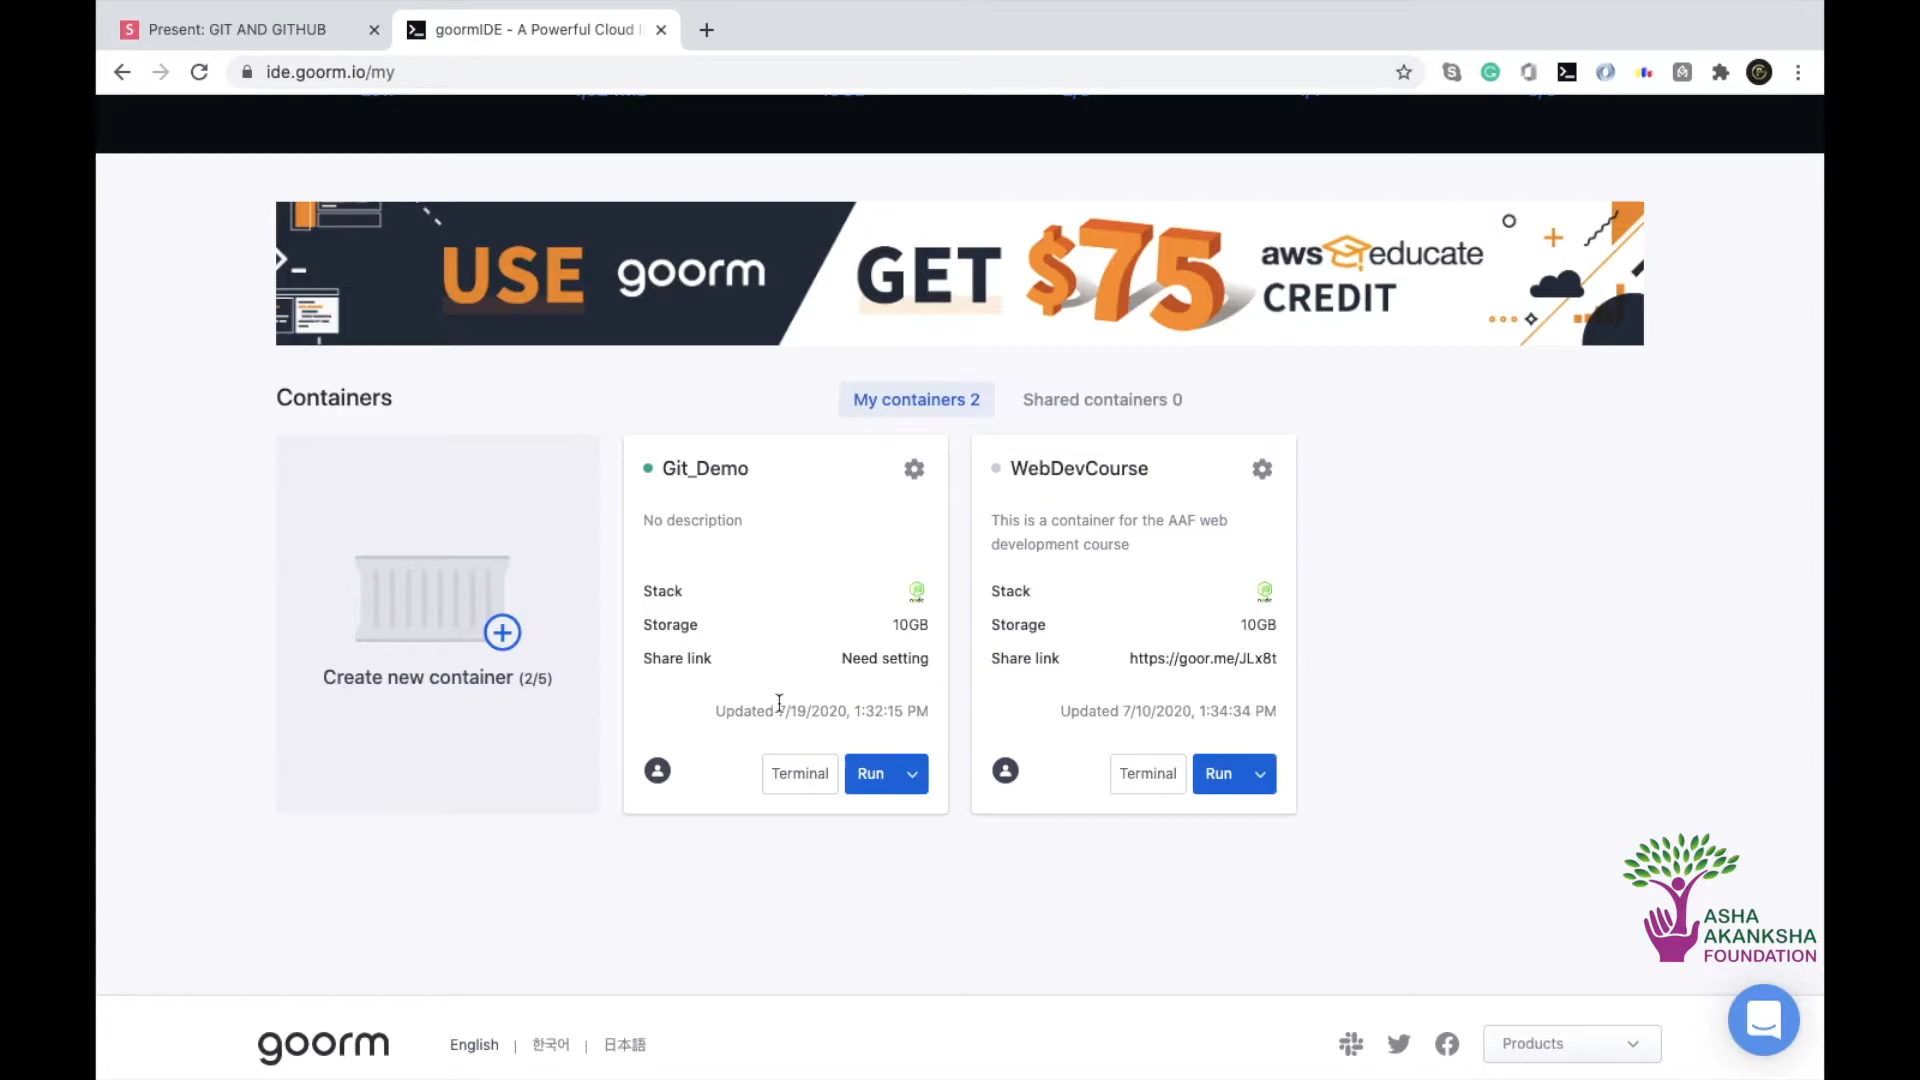 S Present: GIT AND GITHUB
goormIDE - A Powerful Cloud
ide.goorm.io/my
USE goorm GET $75 aws educate CREDIT
Containers
My containers 2
Shared containers 0
Create new container (2/5)
Git_Demo
No description
Stack
Storage 10GB
Share link Need setting
Updated 7/19/2020, 1:32:15 PM
Terminal Run
WebDevCourse
This is a container for the AAF web
development course
Stack
Storage 10GB
Share link https://goor.me/JLx8t
Updated 7/10/2020, 1:34:34 PM
Terminal Run
ASHA
AKANKSHA
FOUNDATION
goorm English | 한국어 | 日本語
Products